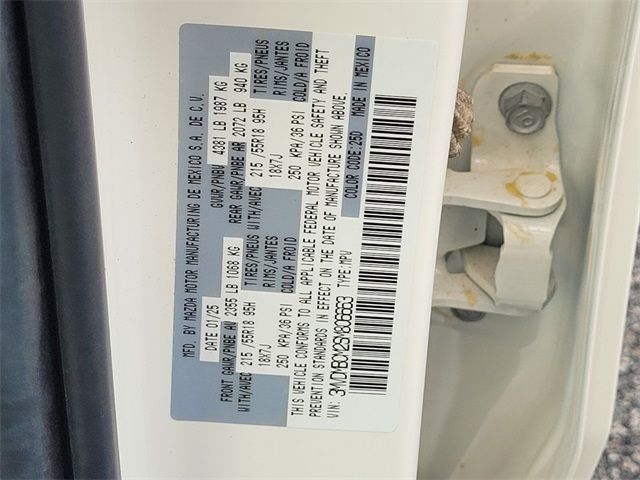 MFD. BY MAZDA MOTOR MANUFACTURING DE MEXICO S.A. DE C.V.
DATE 01/25 GVWR/PNBV 4381 LB 1987 KG
FRONT GAWR/PNBE AV 2355 LB 1068 KG REAR GAWR/PNBE AR 2072 LB 940 KG
WITH/AVEC 215/55R18 95H TIRES/PNEUS WITH/AVEC 215/55R18 95H TIRES/PNEUS
18X7J RIMS/JANTES 18X7J RIMS/JANTES
250 KPA/36 PSI COLD/A FROID 250 KPA/36 PSI COLD/A FROID
THIS VEHICLE CONFORMS TO ALL APPLICABLE FEDERAL MOTOR VEHICLE SAFETY AND THEFT
PREVENTION STANDARDS IN EFFECT ON THE DATE OF MANUFACTURE SHOWN ABOVE.
VIN: TYPE: MPV COLOR CODE: 25D MADE IN MEXICO